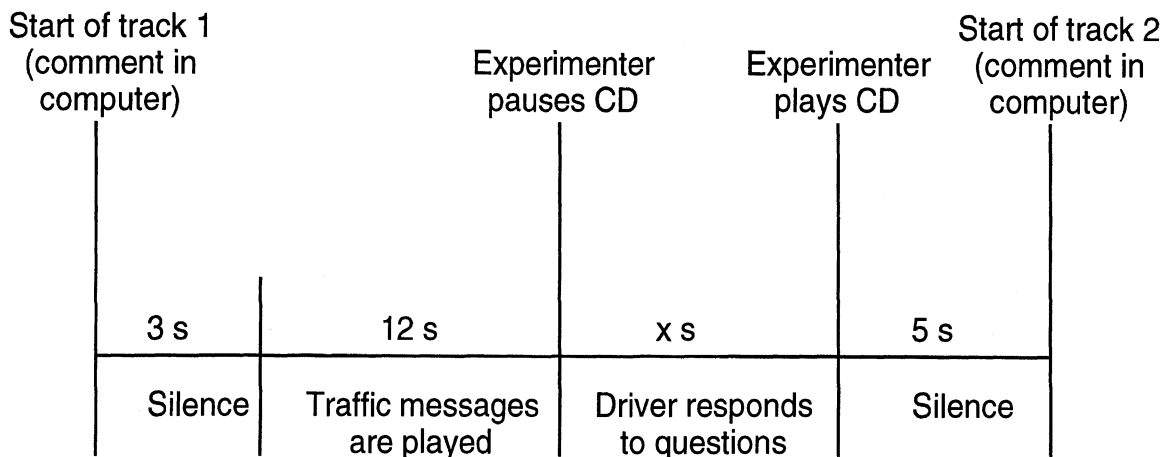 Start of track 1
(comment in
computer)
Experimenter
pauses CD
Experimenter
plays CD
Start of track 2
(comment in
computer)
3 s
12 s
x s
5 s
Silence
Traffic messages
are played
Driver responds
to questions
Silence